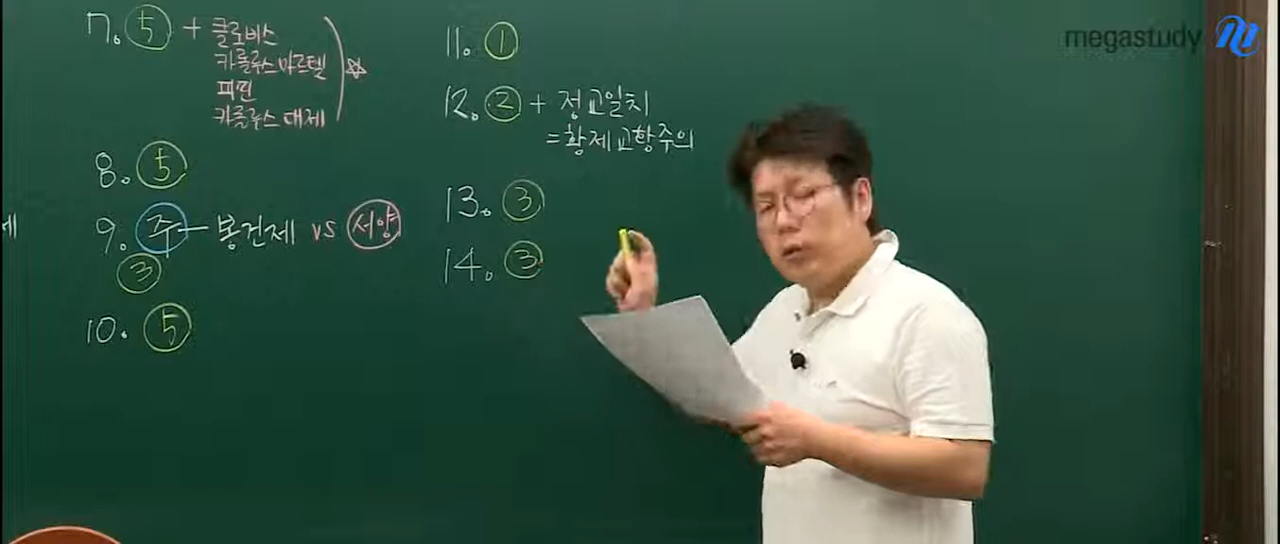 7. ⑤ + 클로비스
카롤루스 마르텔
피핀
카롤루스 대제
8. ⑤
9. 주 - 봉건제 vs 서양
③
10. ⑤
11. ①
12. ② + 정교일치
= 황제교황주의
13. ③
14. ③
제
megastudy